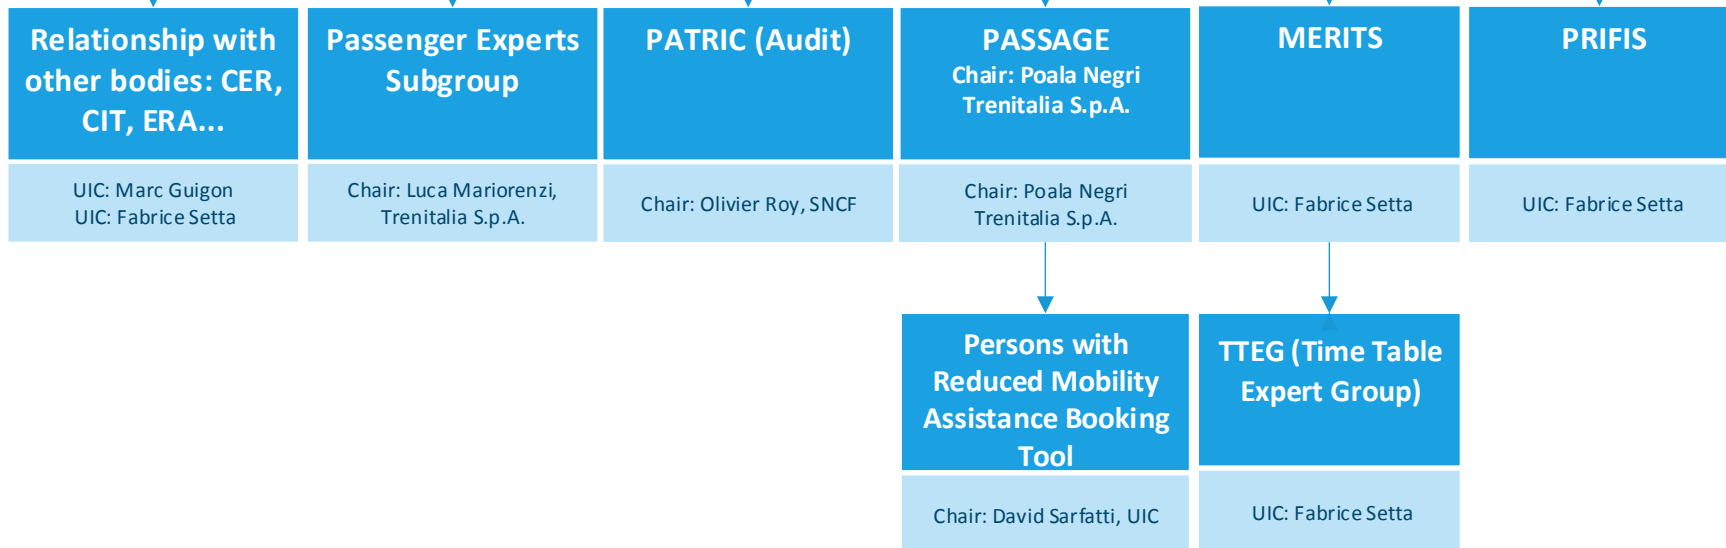 Relationship with
other bodies: CER,
CIT, ERA...
UIC: Marc Guigon
UIC: Fabrice Setta
Passenger Experts
Subgroup
Chair: Luca Mariorenzi,
Trenitalia S.p.A.
PATRIC (Audit)
Chair: Olivier Roy, SNCF
PASSAGE
Chair: Poala Negri
Trenitalia S.p.A.
Chair: Poala Negri
Trenitalia S.p.A.
MERITS
UIC: Fabrice Setta
PRIFIS
UIC: Fabrice Setta
Persons with
Reduced Mobility
Assistance Booking
Tool
Chair: David Sarfatti, UIC
TTEG (Time Table
Expert Group)
UIC: Fabrice Setta